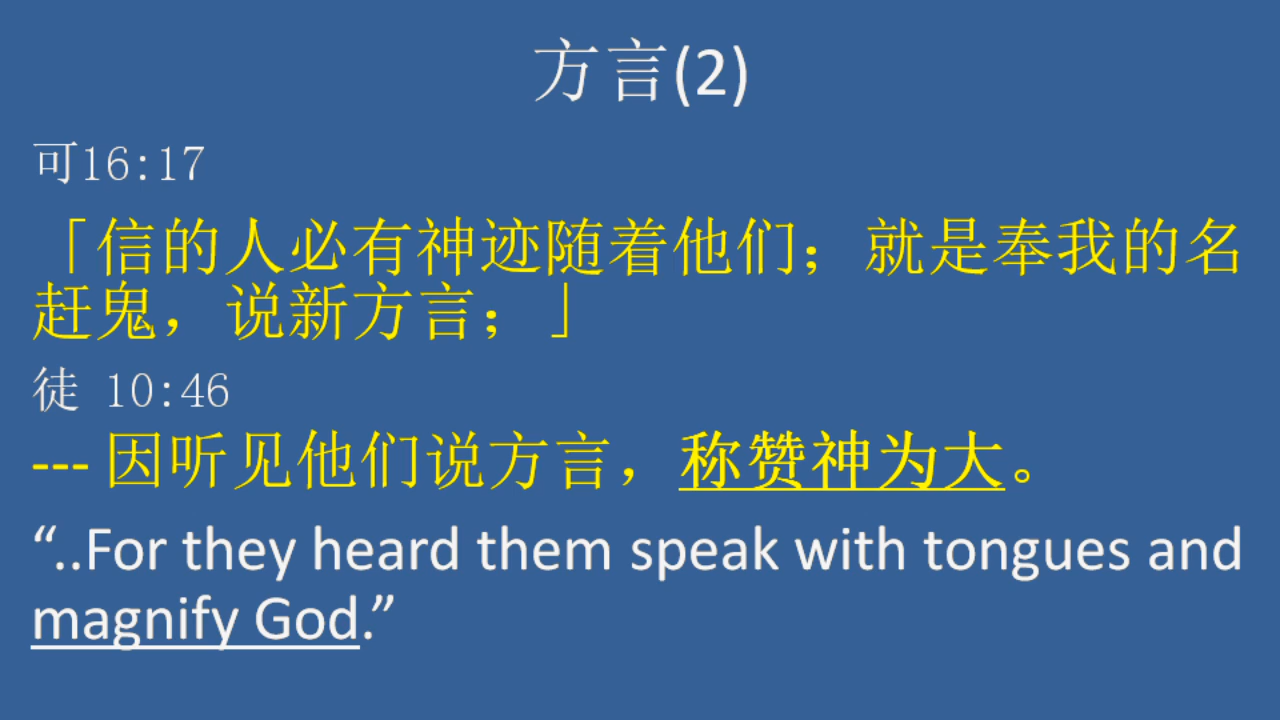 方言(2)
可16:17
「信的人必有神迹随着他们；就是奉我的名
赶鬼，说新方言；」
徒 10:46
--- 因听见他们说方言，称赞神为大。
“..For they heard them speak with tongues and
magnify God.”